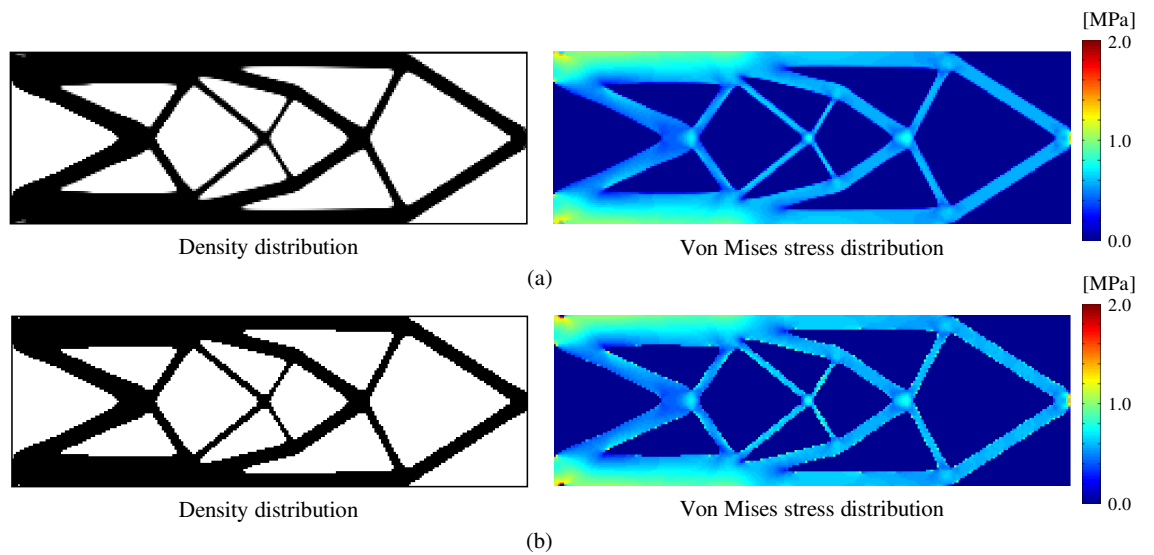 [MPa]
2.0
1.0
0.0
Density distribution
Von Mises stress distribution
(a)
[MPa]
2.0
1.0
0.0
Density distribution
Von Mises stress distribution
(b)